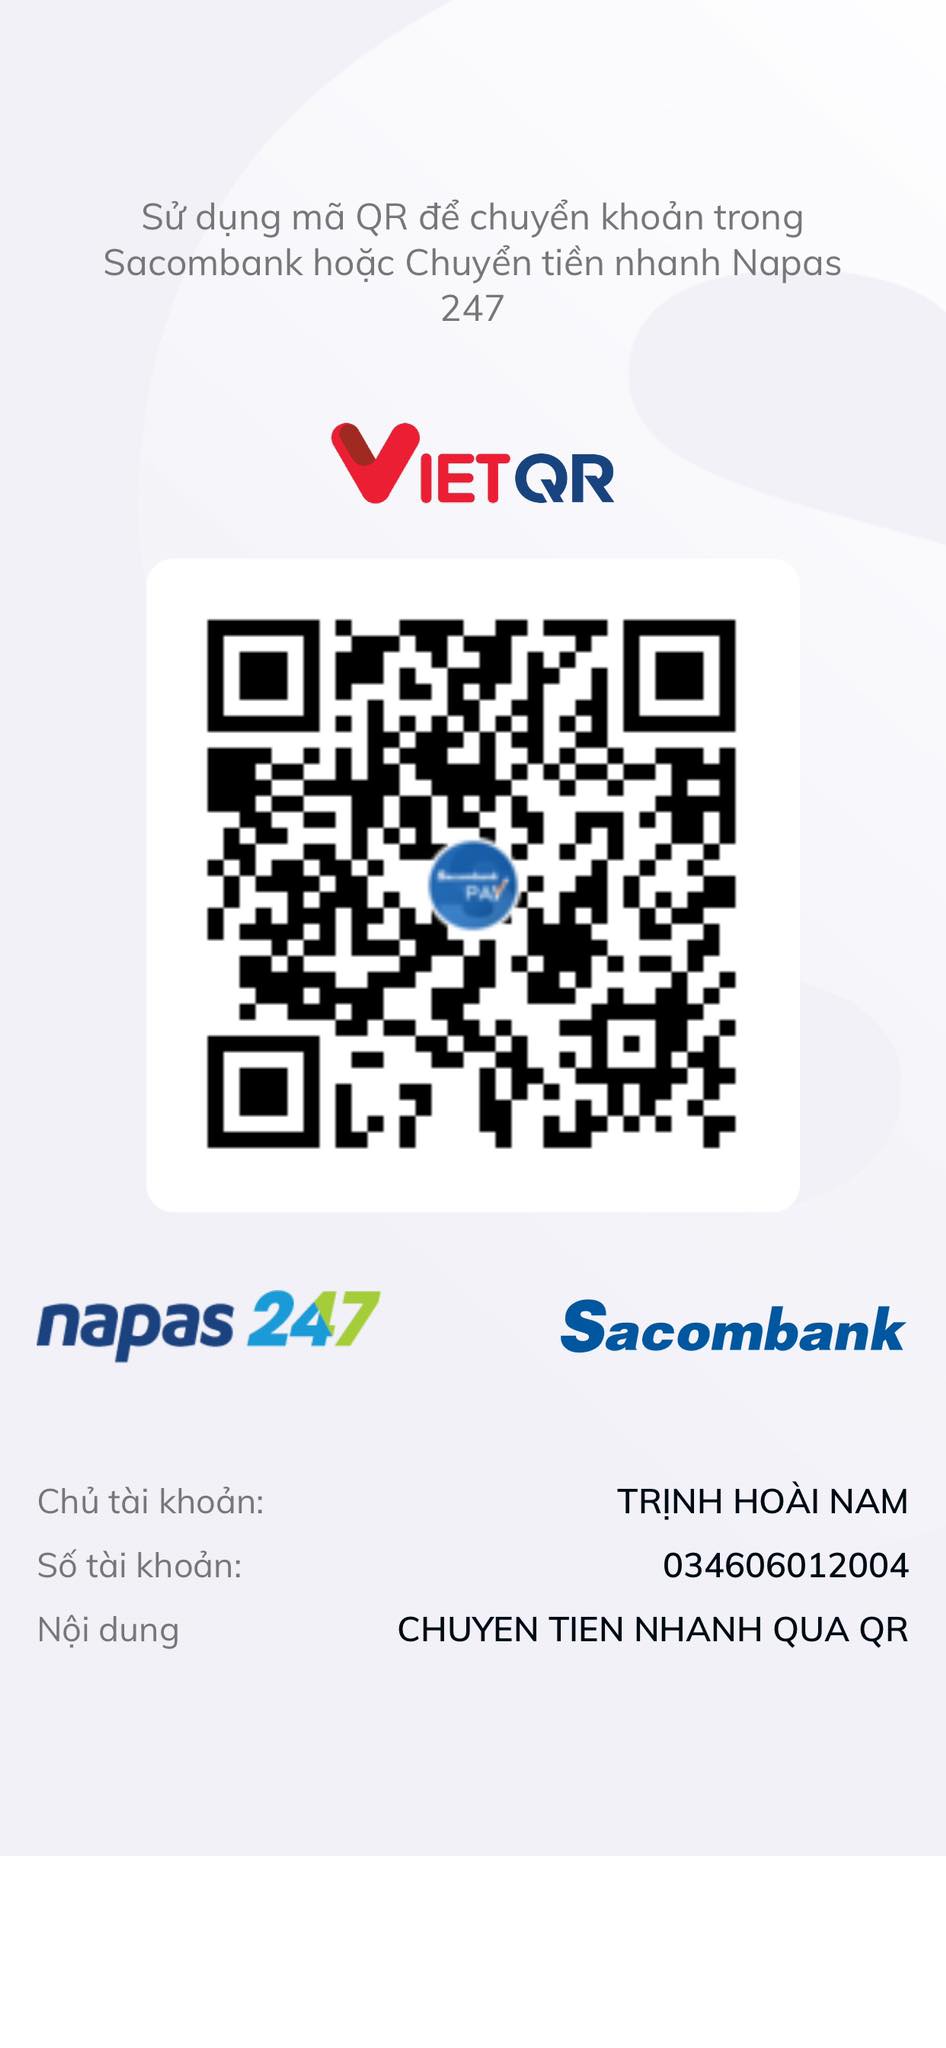 Sử dụng mã QR để chuyển khoản trong
Sacombank hoặc Chuyển tiền nhanh Napas
247
VIETQR
PAY
napas 247
Sacombank
Chủ tài khoản: TRỊNH HOÀI NAM
Số tài khoản: 034606012004
Nội dung CHUYEN TIEN NHANH QUA QR